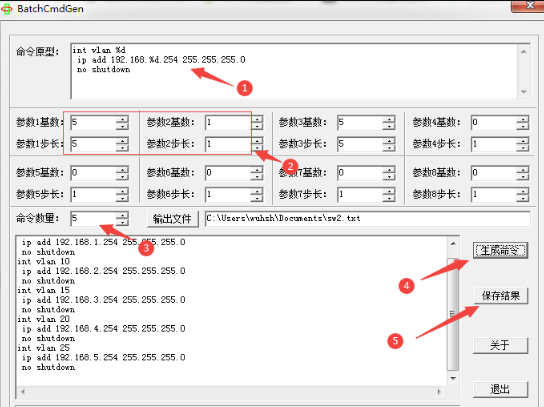 BatchCmdGen
命令原型:
int vlan %d
ip add 192.168.%d.254 255.255.255.0
no shutdown
1
参数1基数: 5 参数2基数: 1 参数3基数: 5 参数4基数: 0
参数1步长: 5 参数2步长: 1 参数3步长: 5 参数4步长: 1
2
参数5基数: 0 参数6基数: 0 参数7基数: 0 参数8基数: 0
参数5步长: 1 参数6步长: 1 参数7步长: 1 参数8步长: 1
命令数量: 5 输出文件 C:\Users\wuhsh\Documents\sw2.txt
3
ip add 192.168.1.254 255.255.255.0
no shutdown
int vlan 10
ip add 192.168.2.254 255.255.255.0
no shutdown
int vlan 15
ip add 192.168.3.254 255.255.255.0
no shutdown
int vlan 20
ip add 192.168.4.254 255.255.255.0
no shutdown
int vlan 25
ip add 192.168.5.254 255.255.255.0
no shutdown
生成命令
4
保存结果
5
关于
退出